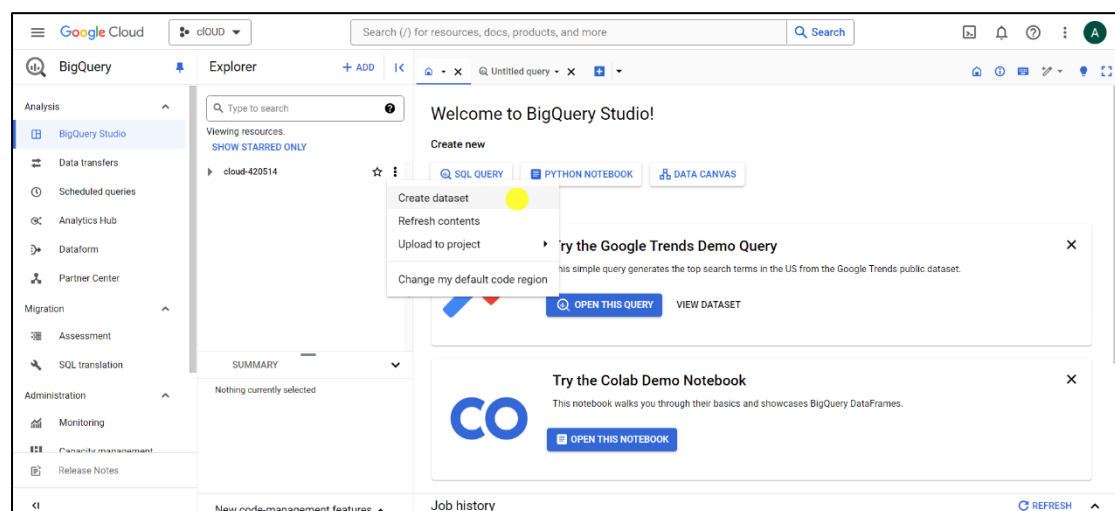 Google Cloud
clOUD
Search (/) for resources, docs, products, and more
Search
A
BigQuery
Analysis
BigQuery Studio
Data transfers
Scheduled queries
Analytics Hub
Dataform
Partner Center
Migration
Assessment
SQL translation
Administration
Monitoring
Capacity management
Release Notes
Explorer
+ ADD
Type to search
Viewing resources.
SHOW STARRED ONLY
cloud-420514
Create dataset
Refresh contents
Upload to project
Change my default code region
SUMMARY
Nothing currently selected
New code-management features
Untitled query
Welcome to BigQuery Studio!
Create new
SQL QUERY
PYTHON NOTEBOOK
DATA CANVAS
Try the Google Trends Demo Query
This simple query generates the top search terms in the US from the Google Trends public dataset.
OPEN THIS QUERY
VIEW DATASET
Try the Colab Demo Notebook
This notebook walks you through their basics and showcases BigQuery DataFrames.
OPEN THIS NOTEBOOK
Job history
REFRESH